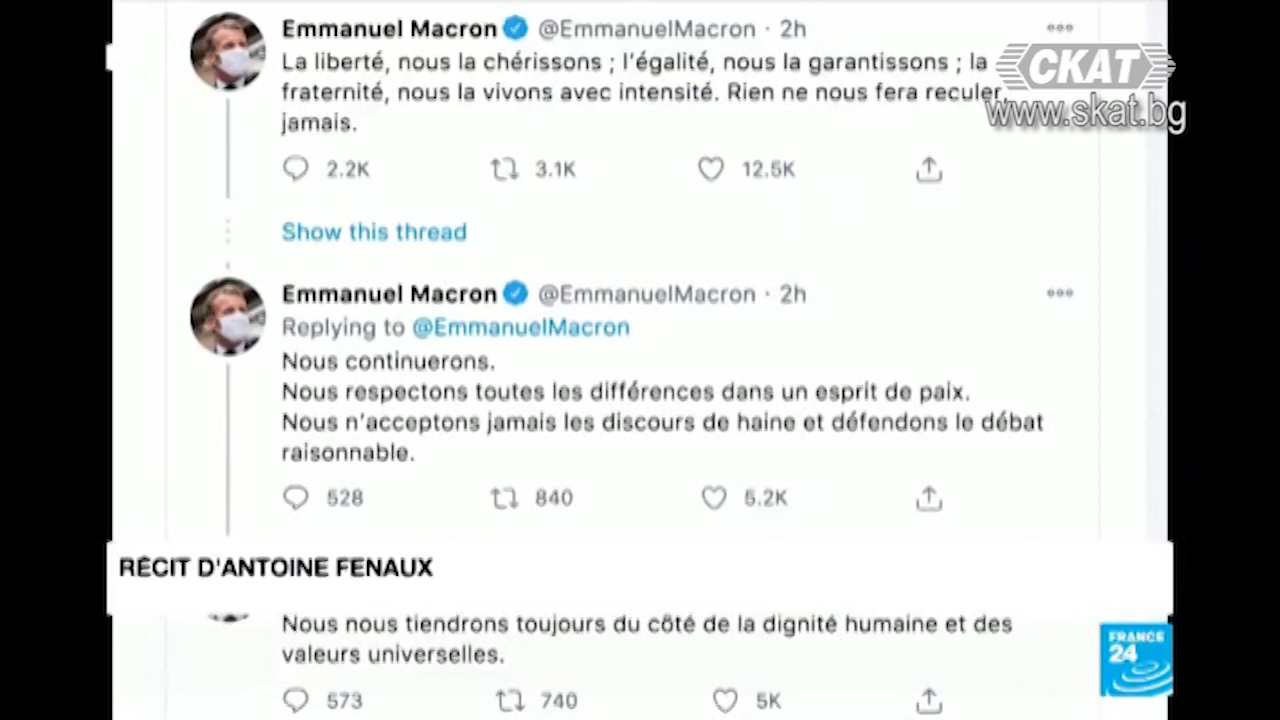 Emmanuel Macron @EmmanuelMacron · 2h
La liberté, nous la chérissons ; l'égalité, nous la garantissons ; la
fraternité, nous la vivons avec intensité. Rien ne nous fera reculer,
jamais.
2.2K 3.1K 12.5K
Show this thread
Emmanuel Macron @EmmanuelMacron · 2h
Replying to @EmmanuelMacron
Nous continuerons.
Nous respectons toutes les différences dans un esprit de paix.
Nous n'acceptons jamais les discours de haine et défendons le débat
raisonnable.
528 840 5.2K
RÉCIT D'ANTOINE FENAUX
Nous nous tiendrons toujours du côté de la dignité humaine et des
valeurs universelles.
573 740 5K
СКАТ
www.skat.bg
FRANCE
24